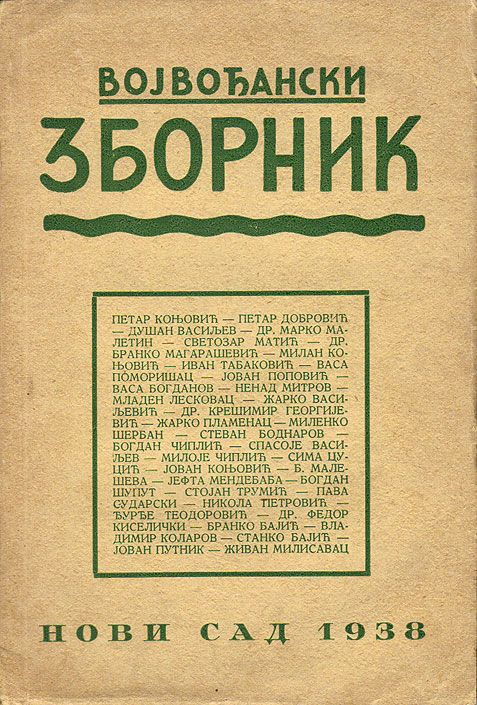 ВОЈВОЂАНСКИ
ЗБОРНИК
ПЕТАР КОЊОВИЋ — ПЕТАР ДОБРОВИЋ
— ДУШАН ВАСИЉЕВ — ДР. МАРКО МА-
ЛЕТИН — СВЕТОЗАР МАТИЋ — ДР.
БРАНКО МАГАРАШЕВИЋ — МИЛАН КО-
ЊОВИЋ — ИВАН ТАБАКОВИЋ — ВАСА
ПОМОРИШАЦ — ЈОВАН ПОПОВИЋ —
ВАСА БОГДАНОВ — НЕНАД МИТРОВ —
МЛАДЕН ЛЕСКОВАЦ — ЖАРКО ВАСИ-
ЉЕВИЋ — ДР. КРЕШИМИР ГЕОРГИЈЕ-
ВИЋ — ЖАРКО ПЛАМЕНАЦ — МИЛЕНКО
ШЕРБАН — СТЕВАН БОДНАРОВ —
БОГДАН ЧИПЛИЋ — СПАСОЈЕ ВАСИ-
ЉЕВ — МИЛОЈЕ ЧИПЛИЋ — СИМА ЦУ-
ЦИЋ — ЈОВАН КОЊОВИЋ — Б. МАЛЕ-
ШЕВА — ЈЕФТА МЕНДЕБАБА — БОГДАН
ШУПУТ — СТОЈАН ТРУМИЋ — ПАВА
СУДАРСКИ — НИКОЛА ПЕТРОВИЋ —
ЂУРЂЕ ТЕОДОРОВИЋ — ДР. ФЕДОР
КИСЕЛИЧКИ — БРАНКО БАЈИЋ — ВЛА-
ДИМИР КОЛАРОВ — СТАНКО БАЈИЋ —
ЈОВАН ПУТНИК — ЖИВАН МИЛИСАВАЦ
НОВИ САД 1938